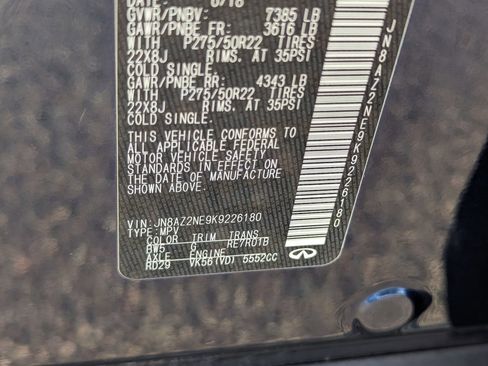 DATE: 6/18
GVWR/PNBV: 7385 LB
GAWR/PNBE FR: 3616 LB
WITH P275/50R22 TIRES
22X8J RIMS. AT 35PSI
COLD SINGLE.
GAWR/PNBE RR: 4343 LB
WITH P275/50R22 TIRES
22X8J RIMS. AT 35PSI
COLD SINGLE.
THIS VEHICLE CONFORMS TO
ALL APPLICABLE FEDERAL
MOTOR VEHICLE SAFETY
STANDARDS IN EFFECT ON
THE DATE OF MANUFACTURE
SHOWN ABOVE.
VIN: JN8AZ2NE9K9226180
TYPE: MPV
COLOR TRIM TRANS
BW5 G RE7R01B
AXLE ENGINE
RD29 VK56(VD) 5552CC
JN8AZ2NE9K9226180